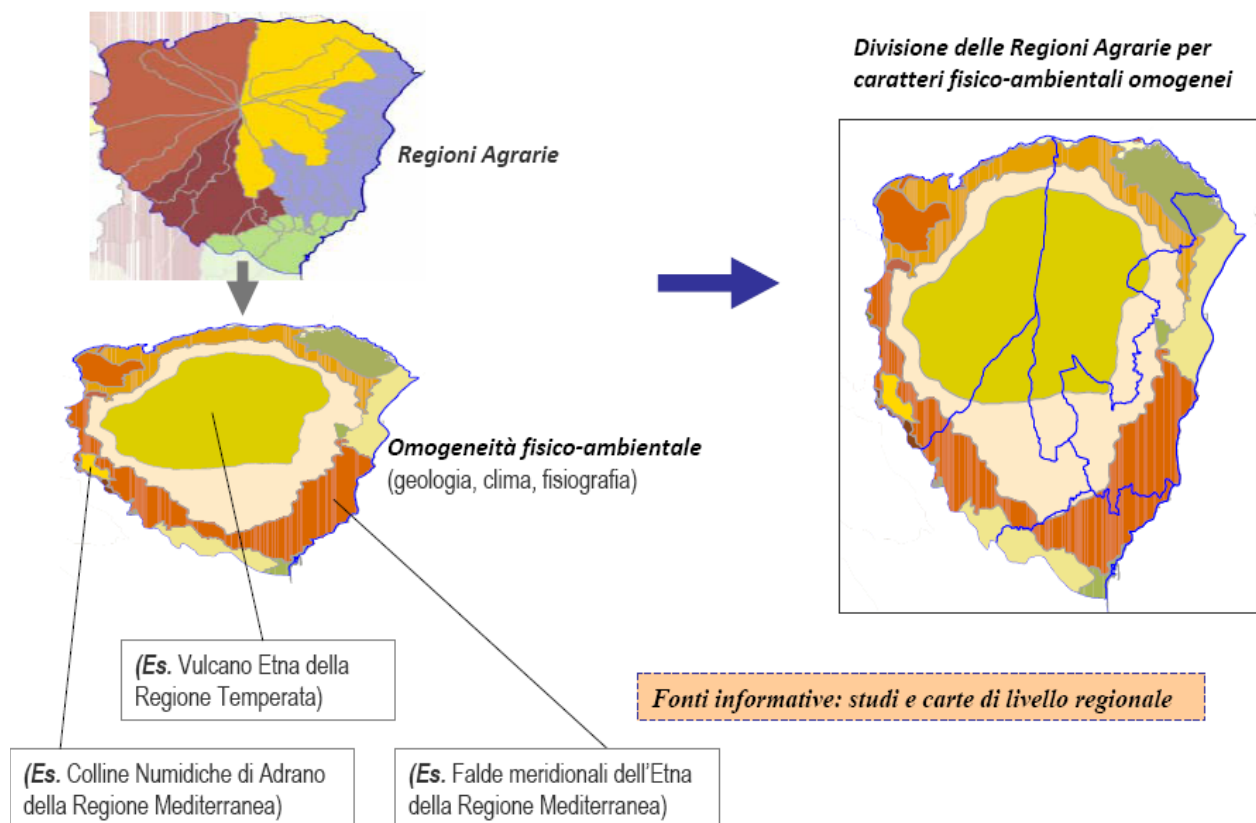 Divisione delle Regioni Agrarie per
caratteri fisico-ambientali omogenei
Regioni Agrarie
Omogeneità fisico-ambientale
(geologia, clima, fisiografia)
(Es. Vulcano Etna della
Regione Temperata)
Fonti informative: studi e carte di livello regionale
(Es. Colline Numidiche di Adrano
della Regione Mediterranea)
(Es. Falde meridionali dell'Etna
della Regione Mediterranea)